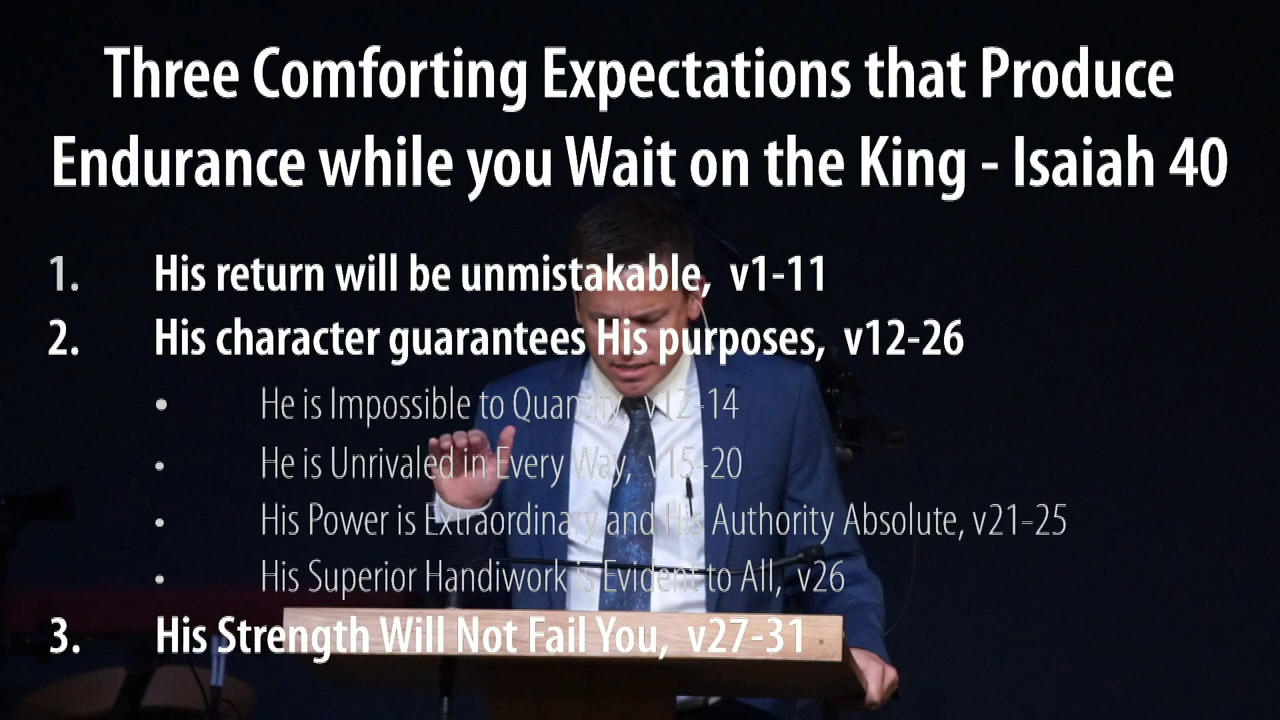 Three Comforting Expectations that Produce
Endurance while you Wait on the King - Isaiah 40
1. His return will be unmistakable, v1-11
2. His character guarantees His purposes, v12-26
• He is Impossible to Quantify, v12-14
• He is Unrivaled in Every Way, v15-20
• His Power is Extraordinary and His Authority Absolute, v21-25
• His Superior Handiwork is Evident to All, v26
3. His Strength Will Not Fail You, v27-31